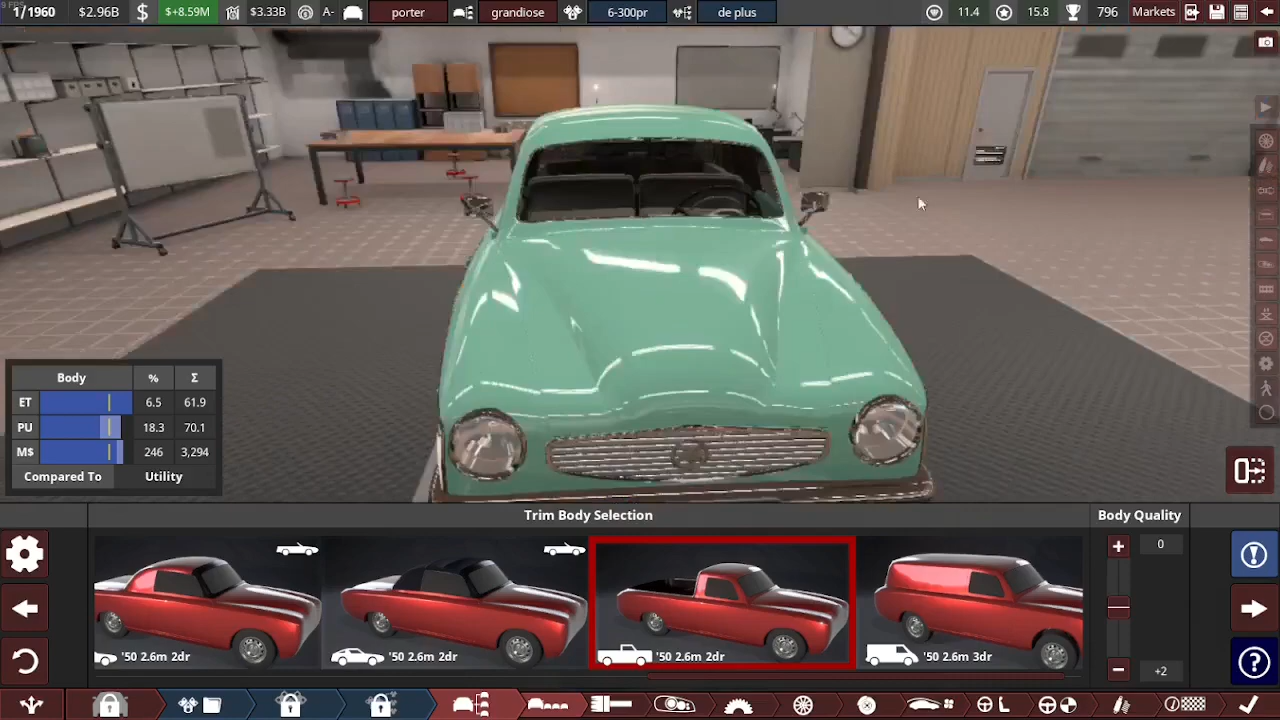 9 FPS
1/1960 $2.96B $+8.59M $3.33B A- porter grandiose 6-300pr de plus 11.4 15.8 796 Markets
Body % Σ
ET 6.5 61.9
PU 18.3 70.1
M$ 246 3,294
Compared To Utility
Trim Body Selection
Body Quality
0
'50 2.6m 2dr
'50 2.6m 2dr
'50 2.6m 2dr
'50 2.6m 3dr
+2